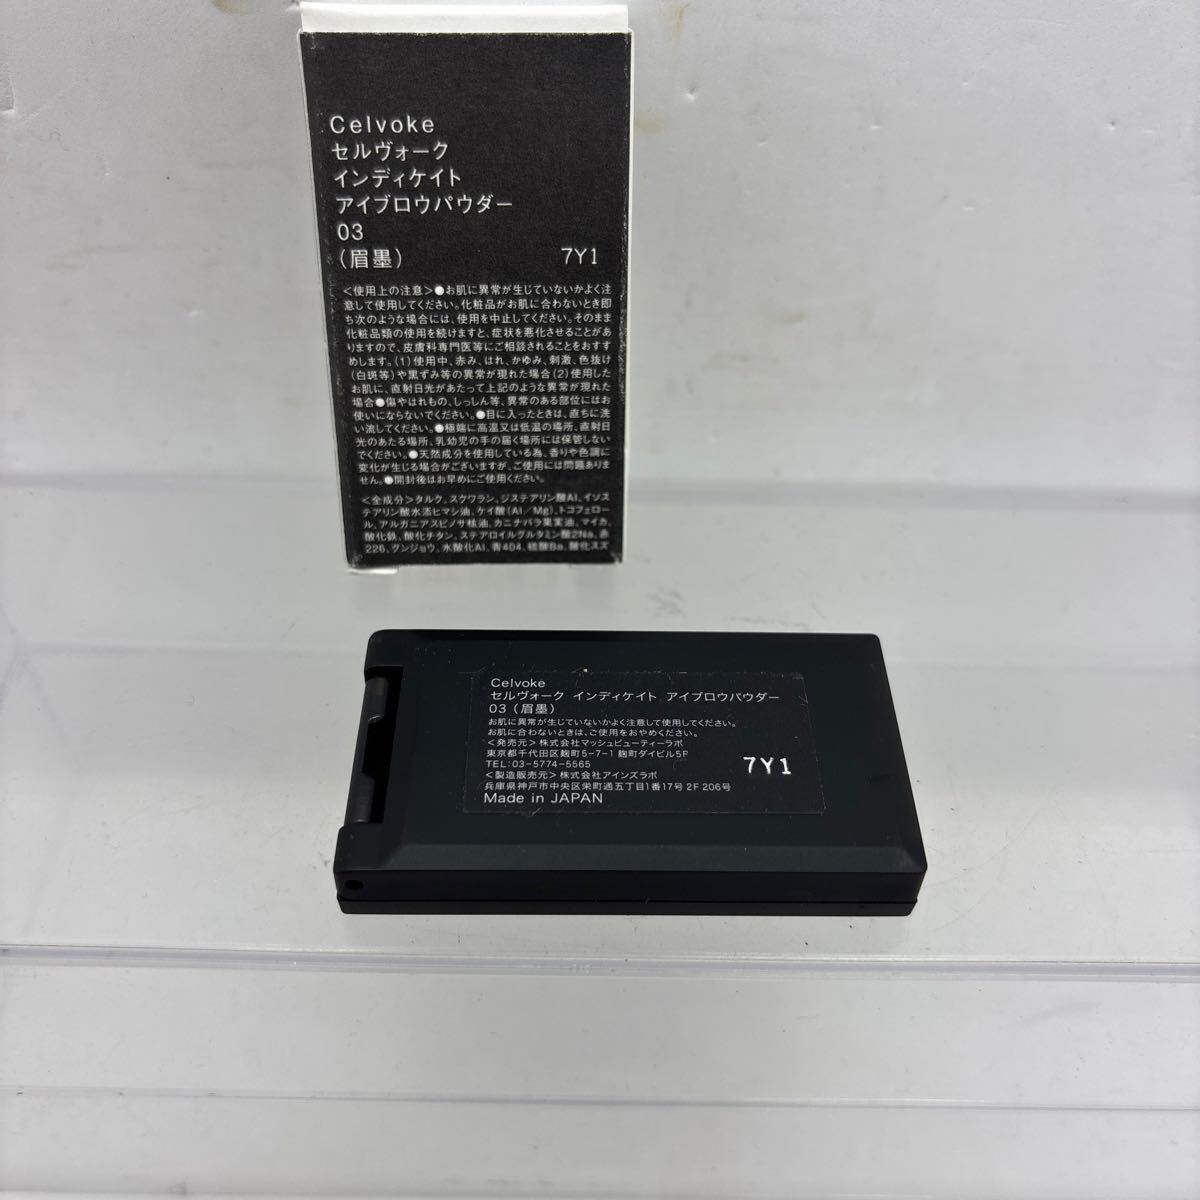 Celvoke
セルヴォーク
インディケイト
アイブロウパウダー
03
(眉墨) 7Y1
<使用上の注意>●お肌に異常が生じていないかよく注
意して使用してください。化粧品がお肌に合わないとき即
ち次のような場合には、使用を中止してください。そのまま
化粧品類の使用を続けますと、症状を悪化させることがあ
りますので、皮膚科専門医等にご相談されることをおすす
めします。(1)使用中、赤み、はれ、かゆみ、刺激、色抜け
(白斑等)や黒ずみ等の異常が現れた場合(2)使用した
お肌に、直射日光があたって上記のような異常が現れた
場合●傷やはれもの、しっしん等、異常のある部位にはお
使いにならないでください。●目に入ったときは、直ちに洗
い流してください。●極端に高温又は低温の場所、直射日
光のあたる場所、乳幼児の手の届く場所には保管しない
でください。●天然成分を使用している為、香りや色調に
変化が生じる場合がございますが、ご使用には問題ありま
せん。●開封後はお早めにご使用ください。
<全成分>タルク、スクワラン、ジステアリン酸Al、イソス
テアリン酸水添ヒマシ油、ケイ酸(Al/Mg)、トコフェロ
ール、アルガニアスピノサ核油、カニナバラ果実油、マイカ、
酸化鉄、酸化チタン、ステアロイルグルタミン酸2Na、赤
226、グンジョウ、水酸化Al、青404、硫酸Ba、酸化スズ
Celvoke
セルヴォーク インディケイト アイブロウパウダー
03(眉墨)
お肌に異常が生じていないかよく注意して使用してください。
お肌に合わないときは、ご使用をおやめください。
<発売元>株式会社マッシュビューティーラボ
東京都千代田区麹町5-7-1 麹町ダイビル5F
TEL:03-5774-5565 7Y1
<製造販売元>株式会社アインズラボ
兵庫県神戸市中央区栄町通五丁目1番17号 2F 206号
Made in JAPAN